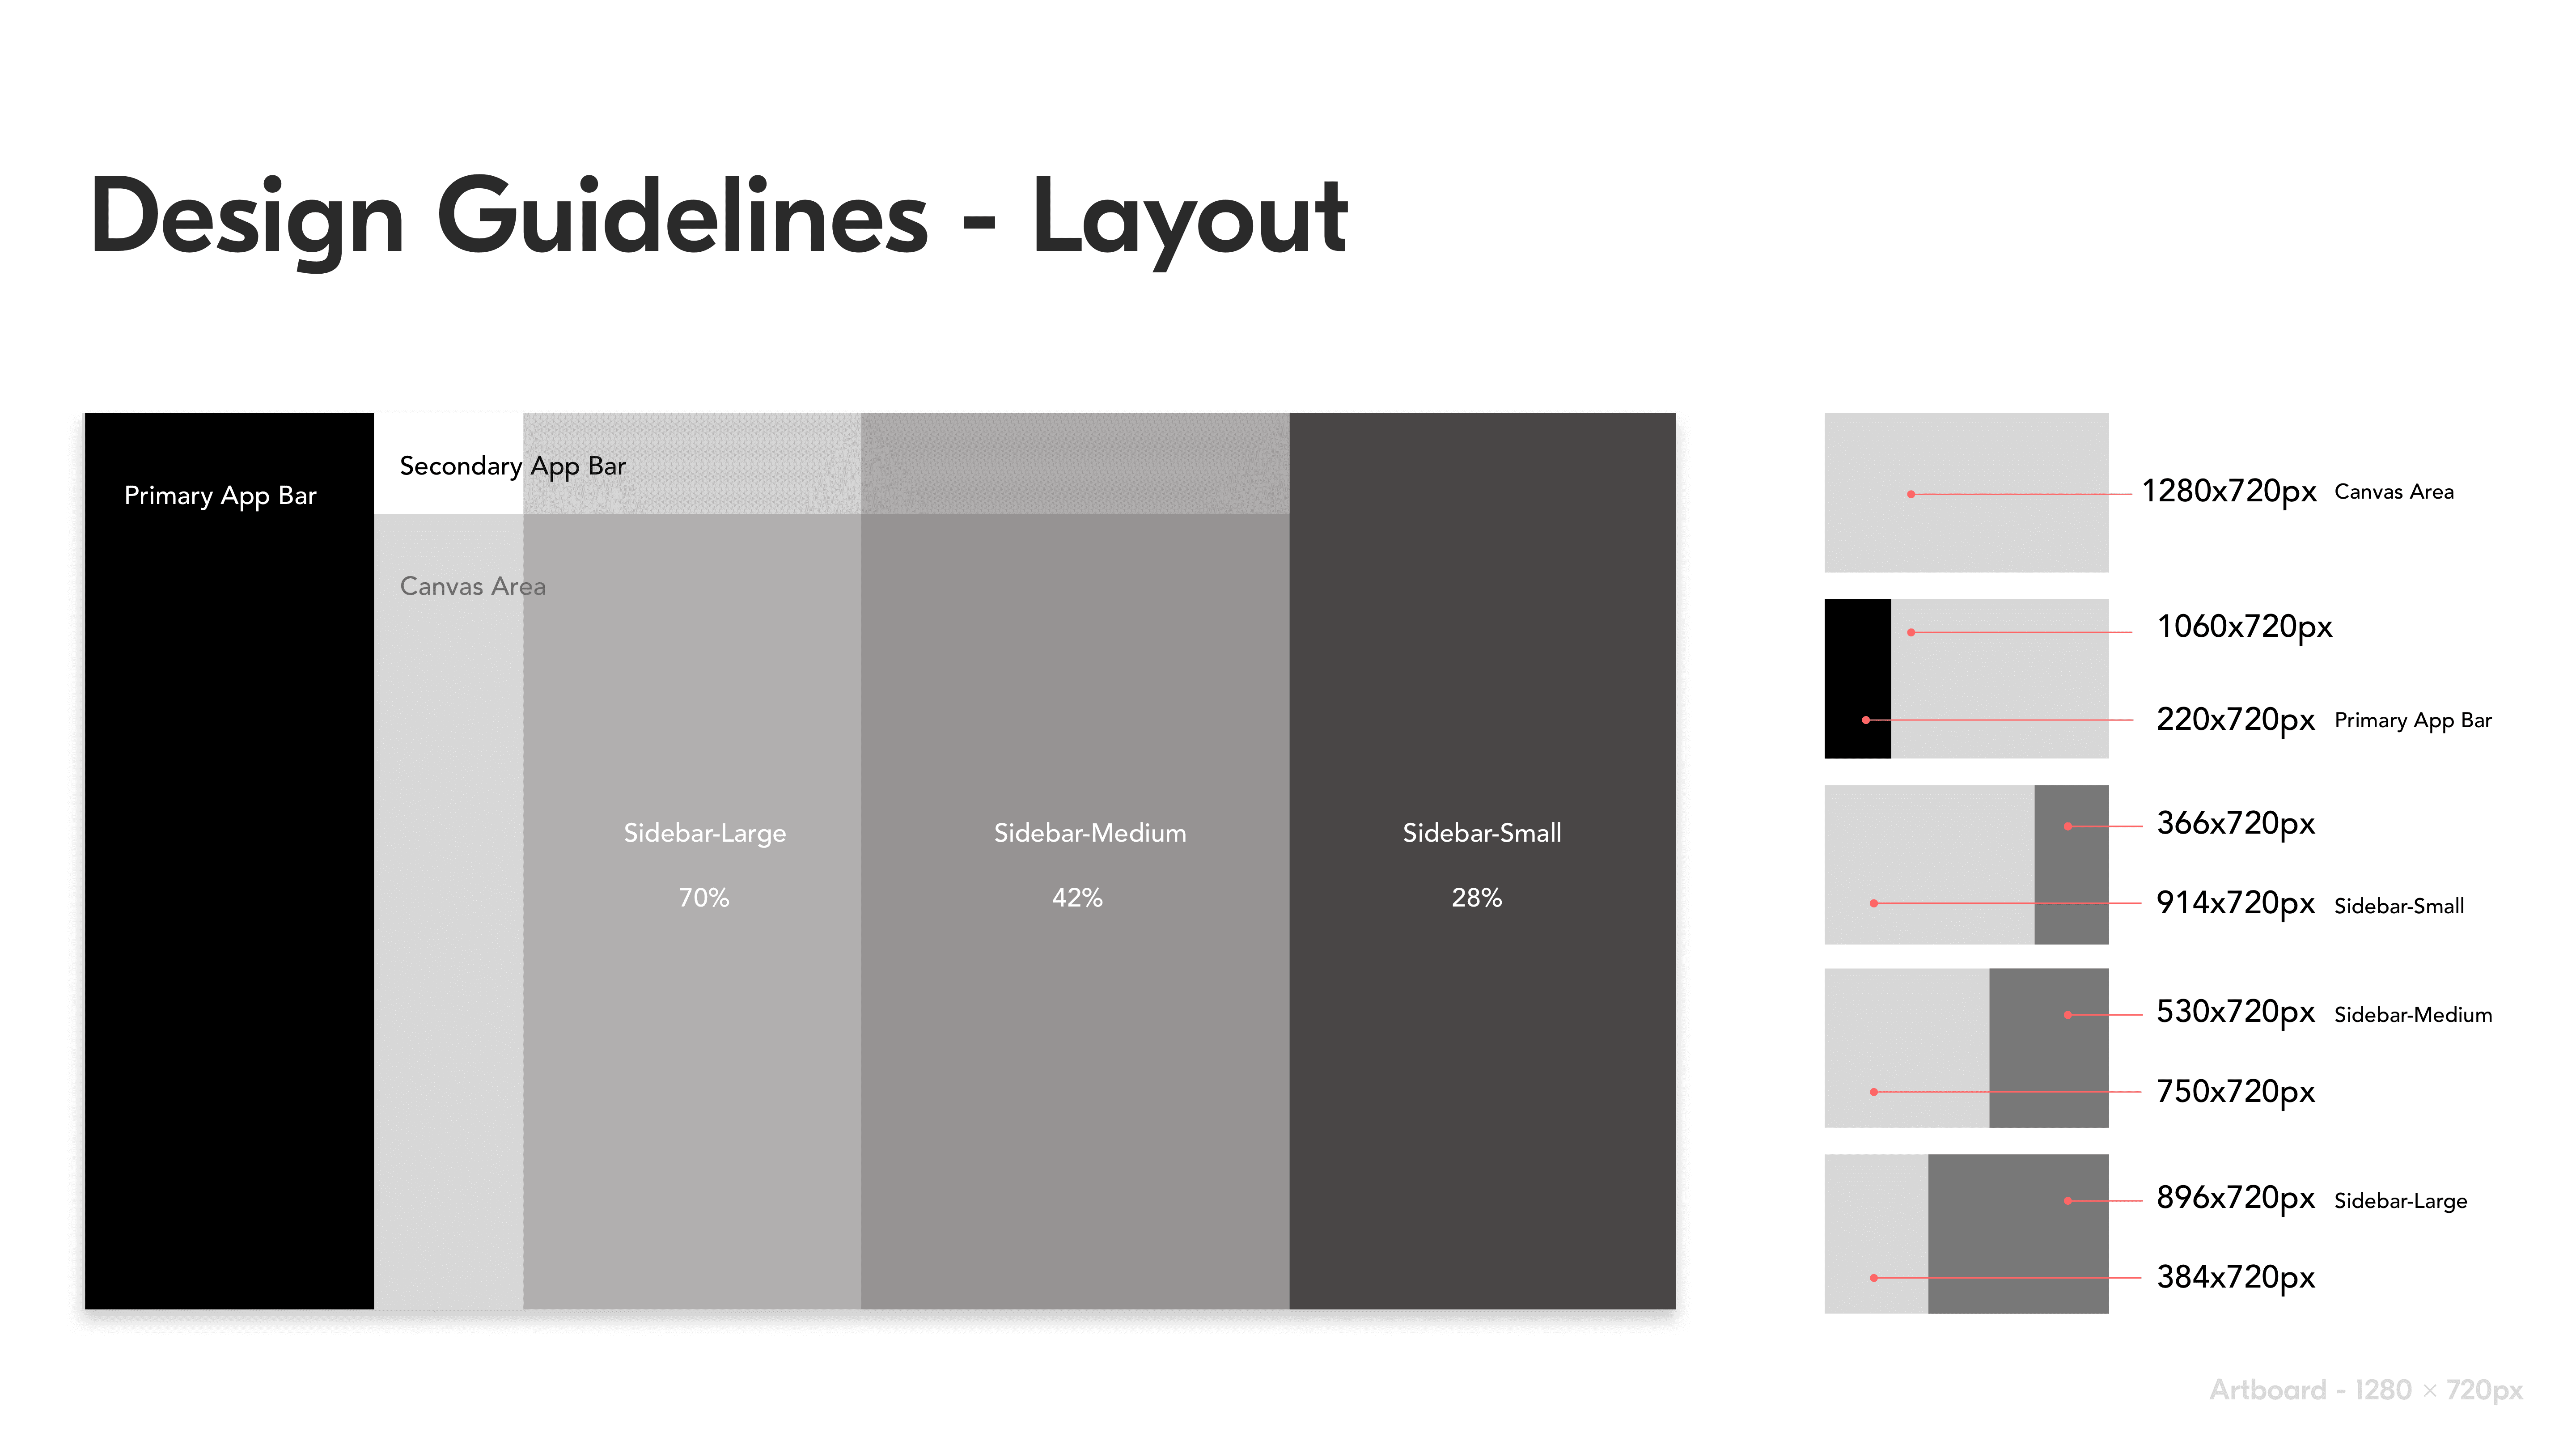 Design Guidelines - Layout
Primary App Bar
Secondary App Bar
Canvas Area
Sidebar-Large
70%
Sidebar-Medium
42%
Sidebar-Small
28%
1280x720px Canvas Area
1060x720px
220x720px Primary App Bar
366x720px
914x720px Sidebar-Small
530x720px Sidebar-Medium
750x720px
896x720px Sidebar-Large
384x720px
Artboard - 1280 × 720px